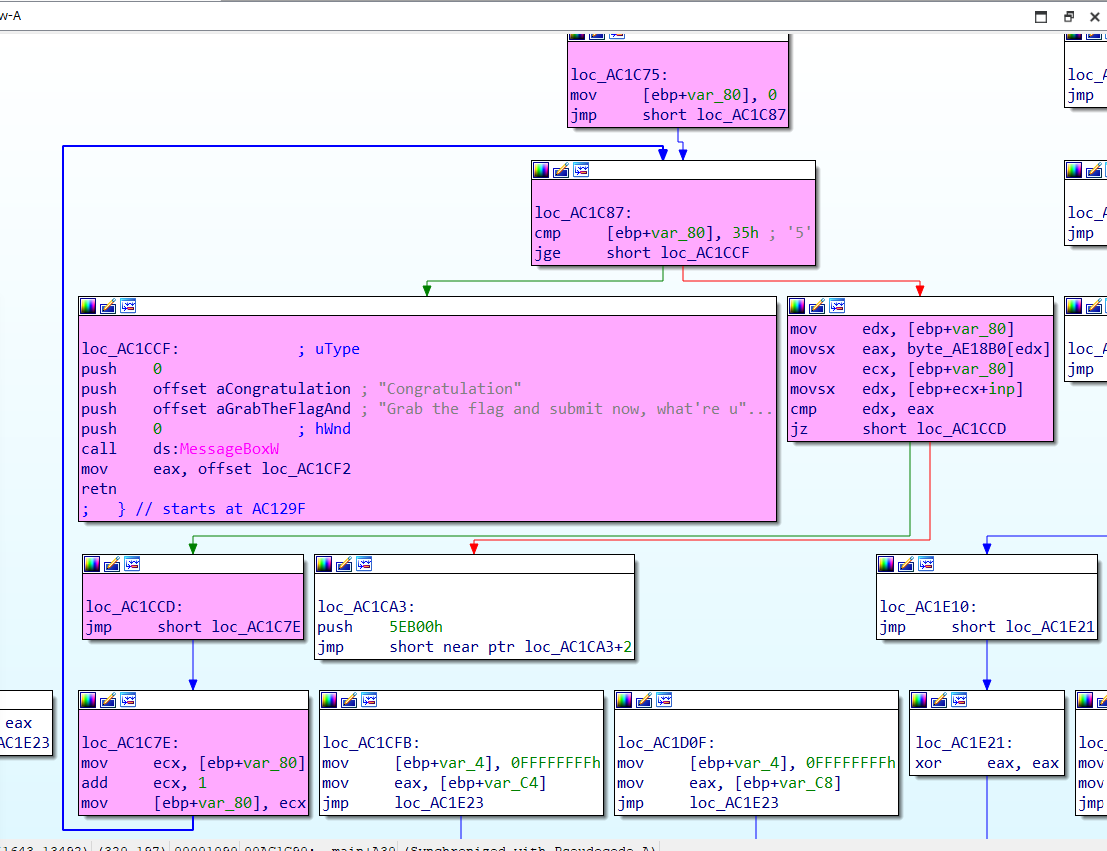 w-A
loc_AC1C75:
mov [ebp+var_80], 0
jmp short loc_AC1C87
loc_A
jmp
loc_AC1C87:
cmp [ebp+var_80], 35h ; '5'
jge short loc_AC1CCF
loc_A
jmp
loc_AC1CCF: ; uType
push 0
push offset aCongratulation ; "Congratulation"
push offset aGrabTheFlagAnd ; "Grab the flag and submit now, what're u"...
push 0 ; hWnd
call ds:MessageBoxW
mov eax, offset loc_AC1CF2
retn
; } // starts at AC129F
mov edx, [ebp+var_80]
movsx eax, byte_AE18B0[edx]
mov ecx, [ebp+var_80]
movsx edx, [ebp+ecx+inp]
cmp edx, eax
jz short loc_AC1CCD
loc_A
jmp
loc_AC1CCD:
jmp short loc_AC1C7E
loc_AC1CA3:
push 5EB00h
jmp short near ptr loc_AC1CA3+2
loc_AC1E10:
jmp short loc_AC1E21
eax
AC1E23
loc_AC1C7E:
mov ecx, [ebp+var_80]
add ecx, 1
mov [ebp+var_80], ecx
loc_AC1CFB:
mov [ebp+var_4], 0FFFFFFFFh
mov eax, [ebp+var_C4]
jmp loc_AC1E23
loc_AC1D0F:
mov [ebp+var_4], 0FFFFFFFFh
mov eax, [ebp+var_C8]
jmp loc_AC1E23
loc_AC1E21:
xor eax, eax
loc_
mov
mov
jmp